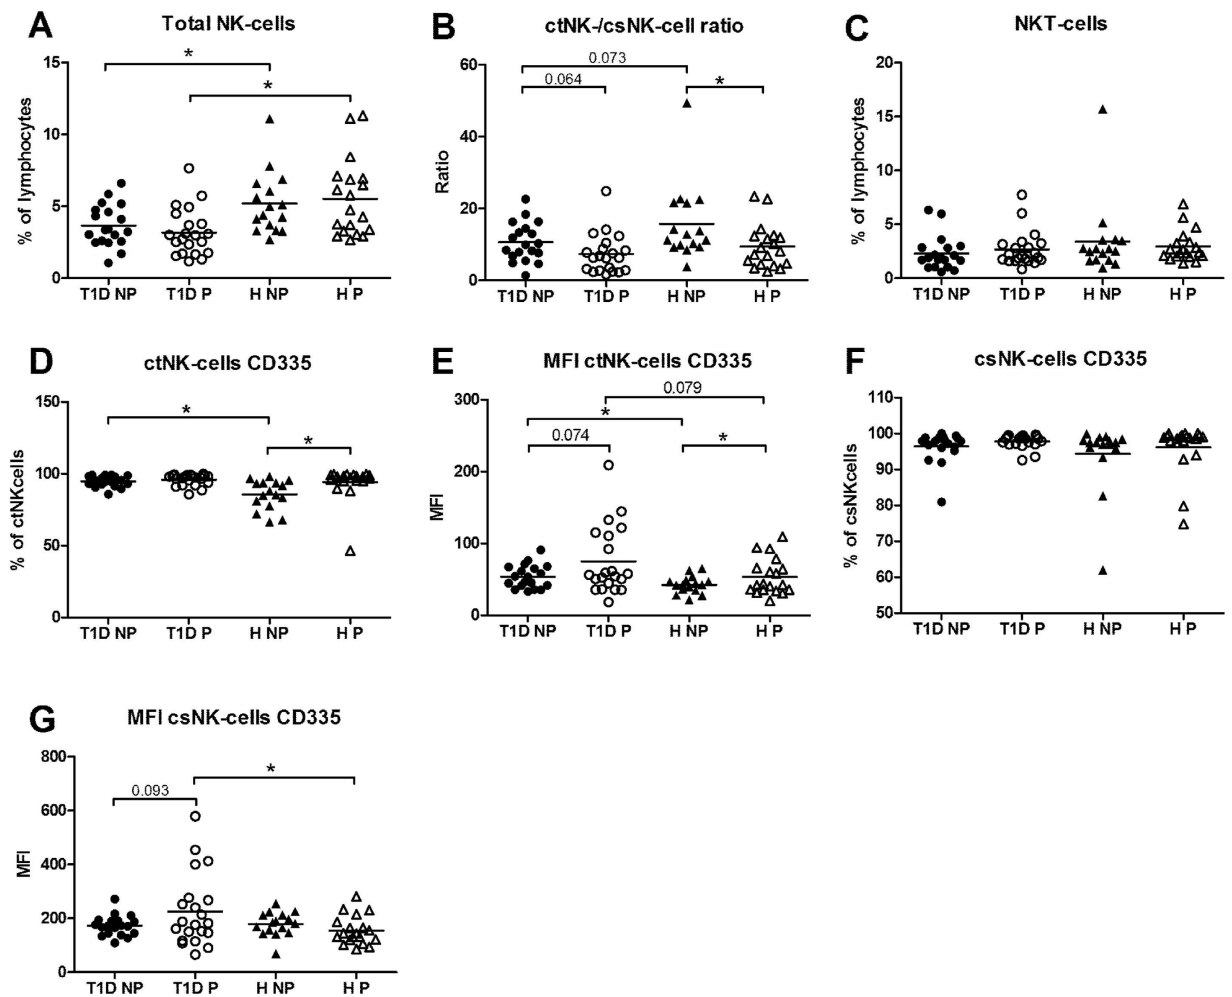 A
Total NK-cells
% of lymphocytes
15
10
5
0
*
*
T1D NP T1D P H NP H P
B
ctNK-/csNK-cell ratio
Ratio
60
40
20
0
0.073
0.064
*
T1D NP T1D P H NP H P
C
NKT-cells
% of lymphocytes
20
15
10
5
0
T1D NP T1D P H NP H P
D
ctNK-cells CD335
% of ctNKcells
150
100
50
0
*
*
T1D NP T1D P H NP H P
E
MFI ctNK-cells CD335
MFI
300
200
100
0
0.079
*
0.074
*
T1D NP T1D P H NP H P
F
csNK-cells CD335
% of csNKcells
110
100
90
80
70
60
50
T1D NP T1D P H NP H P
G
MFI csNK-cells CD335
MFI
800
600
400
200
0
*
0.093
T1D NP T1D P H NP H P